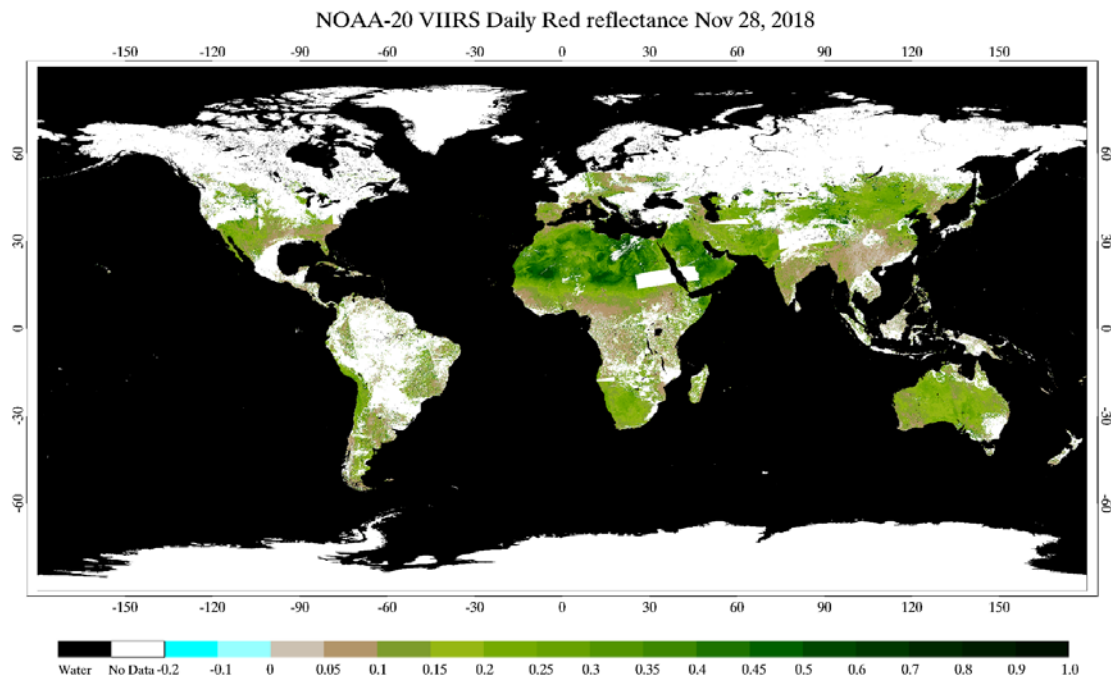 NOAA-20 VIIRS Daily Red reflectance Nov 28, 2018
-150 -120 -90 -60 -30 0 30 60 90 120 150
60 60
30 30
0 0
-30 -30
-60 -60
-150 -120 -90 -60 -30 0 30 60 90 120 150
Water No Data -0.2 -0.1 0 0.05 0.1 0.15 0.2 0.25 0.3 0.35 0.4 0.45 0.5 0.6 0.7 0.8 0.9 1.0